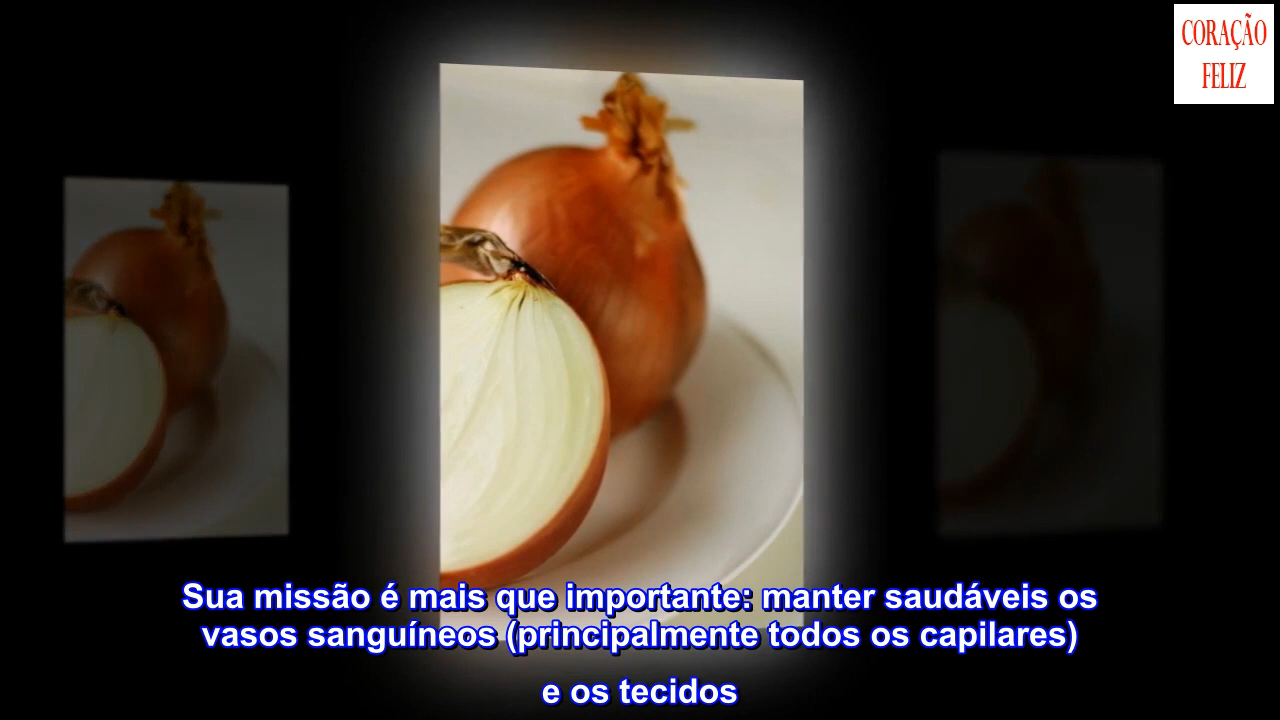 CORAÇÃO
FELIZ
Sua missão é mais que importante: manter saudáveis os
vasos sanguíneos (principalmente todos os capilares)
e os tecidos